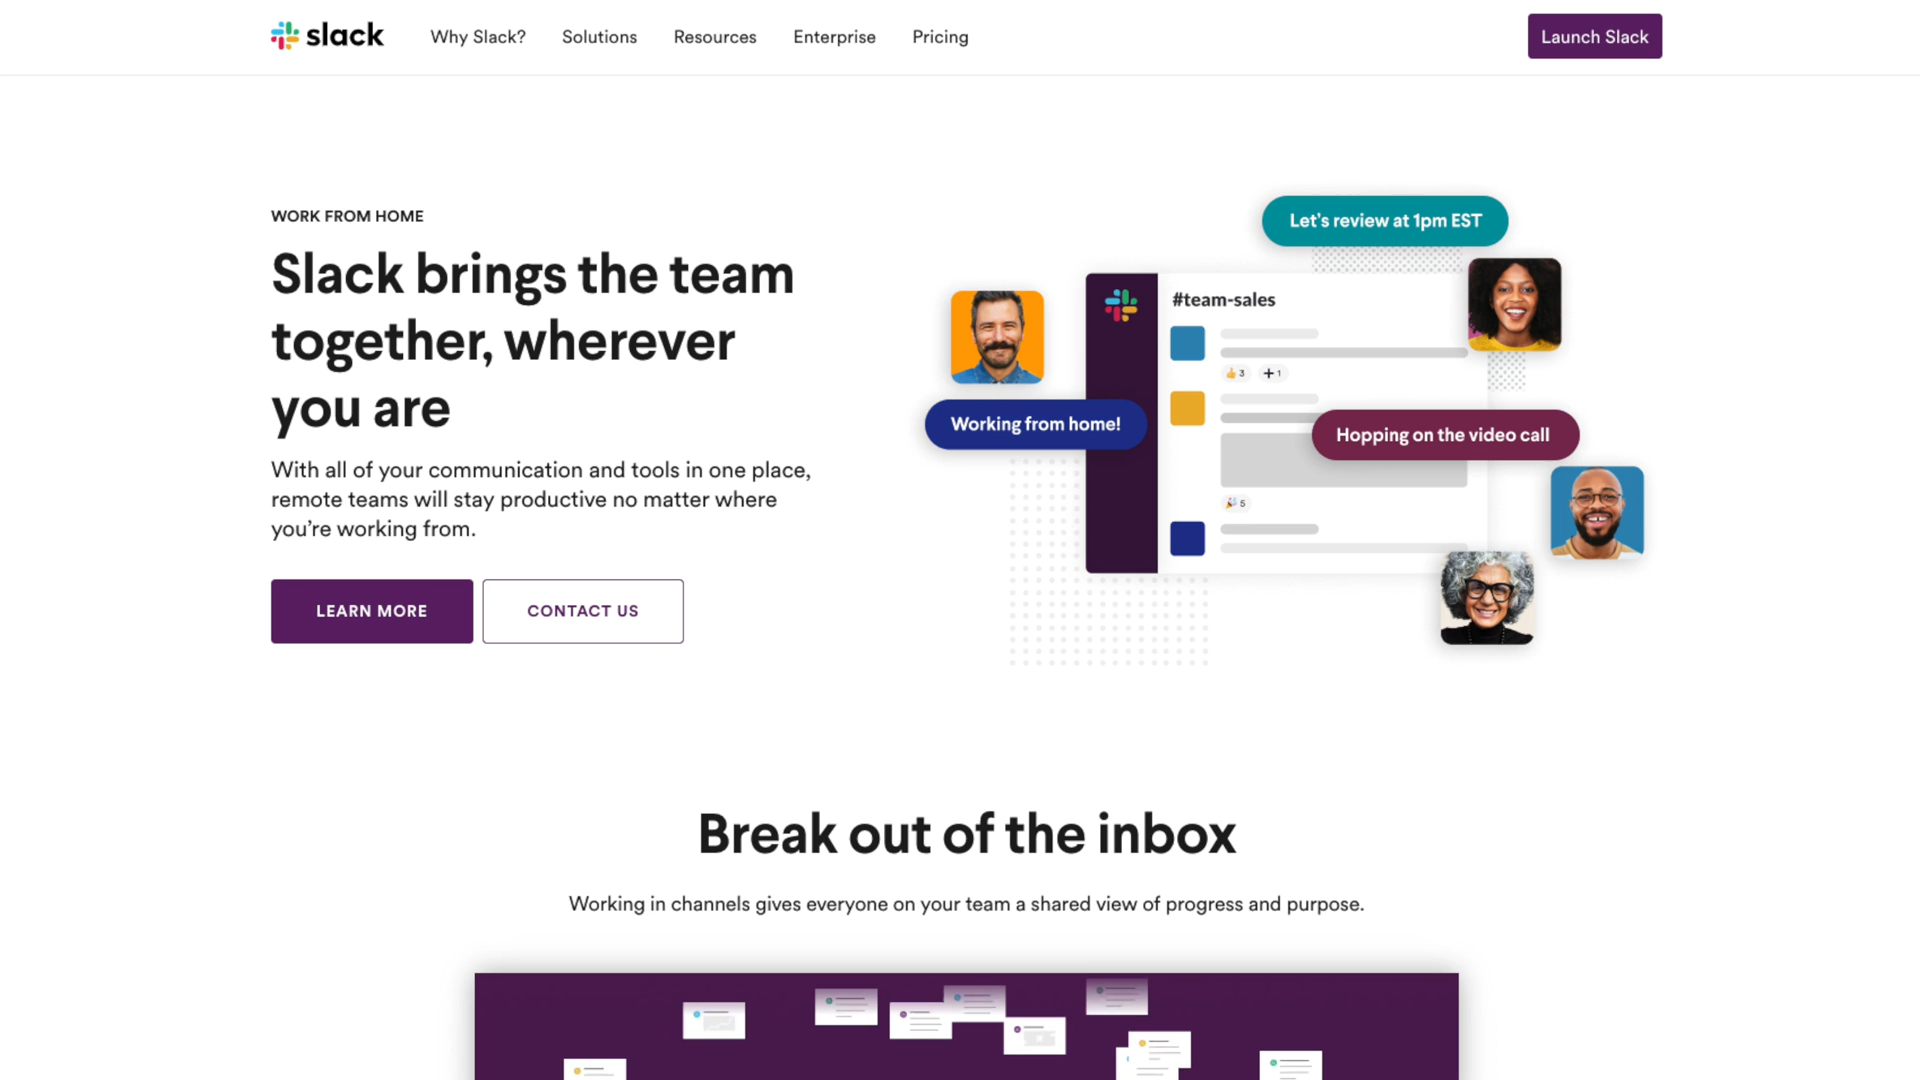 slack
Why Slack?
Solutions
Resources
Enterprise
Pricing
Launch Slack
WORK FROM HOME
Slack brings the team
together, wherever
you are
With all of your communication and tools in one place,
remote teams will stay productive no matter where
you’re working from.
LEARN MORE
CONTACT US
Let’s review at 1pm EST
#team-sales
3
1
Working from home!
Hopping on the video call
5
Break out of the inbox
Working in channels gives everyone on your team a shared view of progress and purpose.